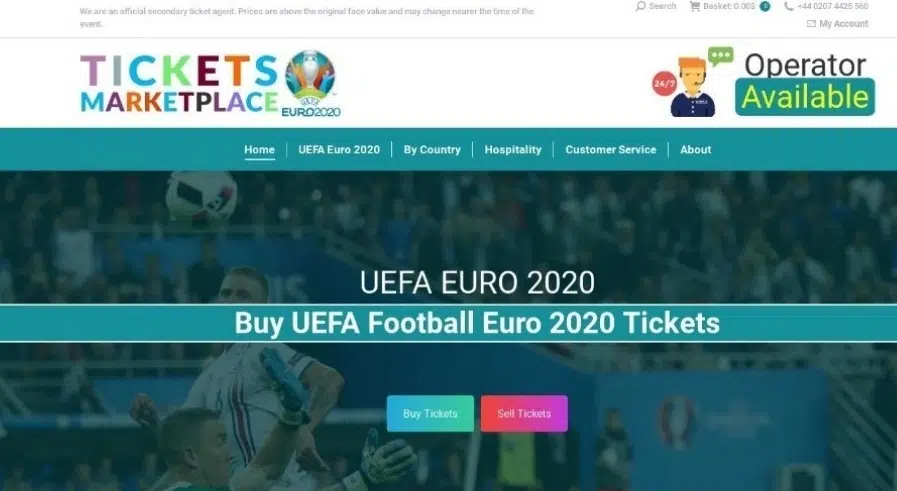 We are an official secondary ticket agent. Prices are above the original face value and may change nearer the time of the
event.
Search
Basket: 0.00$ 0
+44 0207 4425 560
My Account
TICKETS
MARKETPLACE
UEFA
EURO2020
24/7
Operator
Available
Home
UEFA Euro 2020
By Country
Hospitality
Customer Service
About
UEFA EURO 2020
Buy UEFA Football Euro 2020 Tickets
Buy Tickets
Sell Tickets